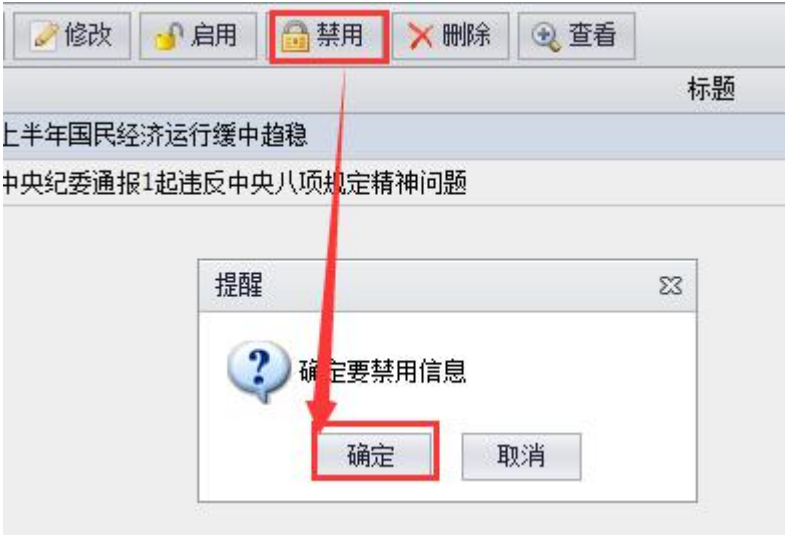 修改 启用 禁用 删除 查看
标题
上半年国民经济运行缓中趋稳
中央纪委通报1起违反中央八项规定精神问题
提醒
确定要禁用信息
确定 取消